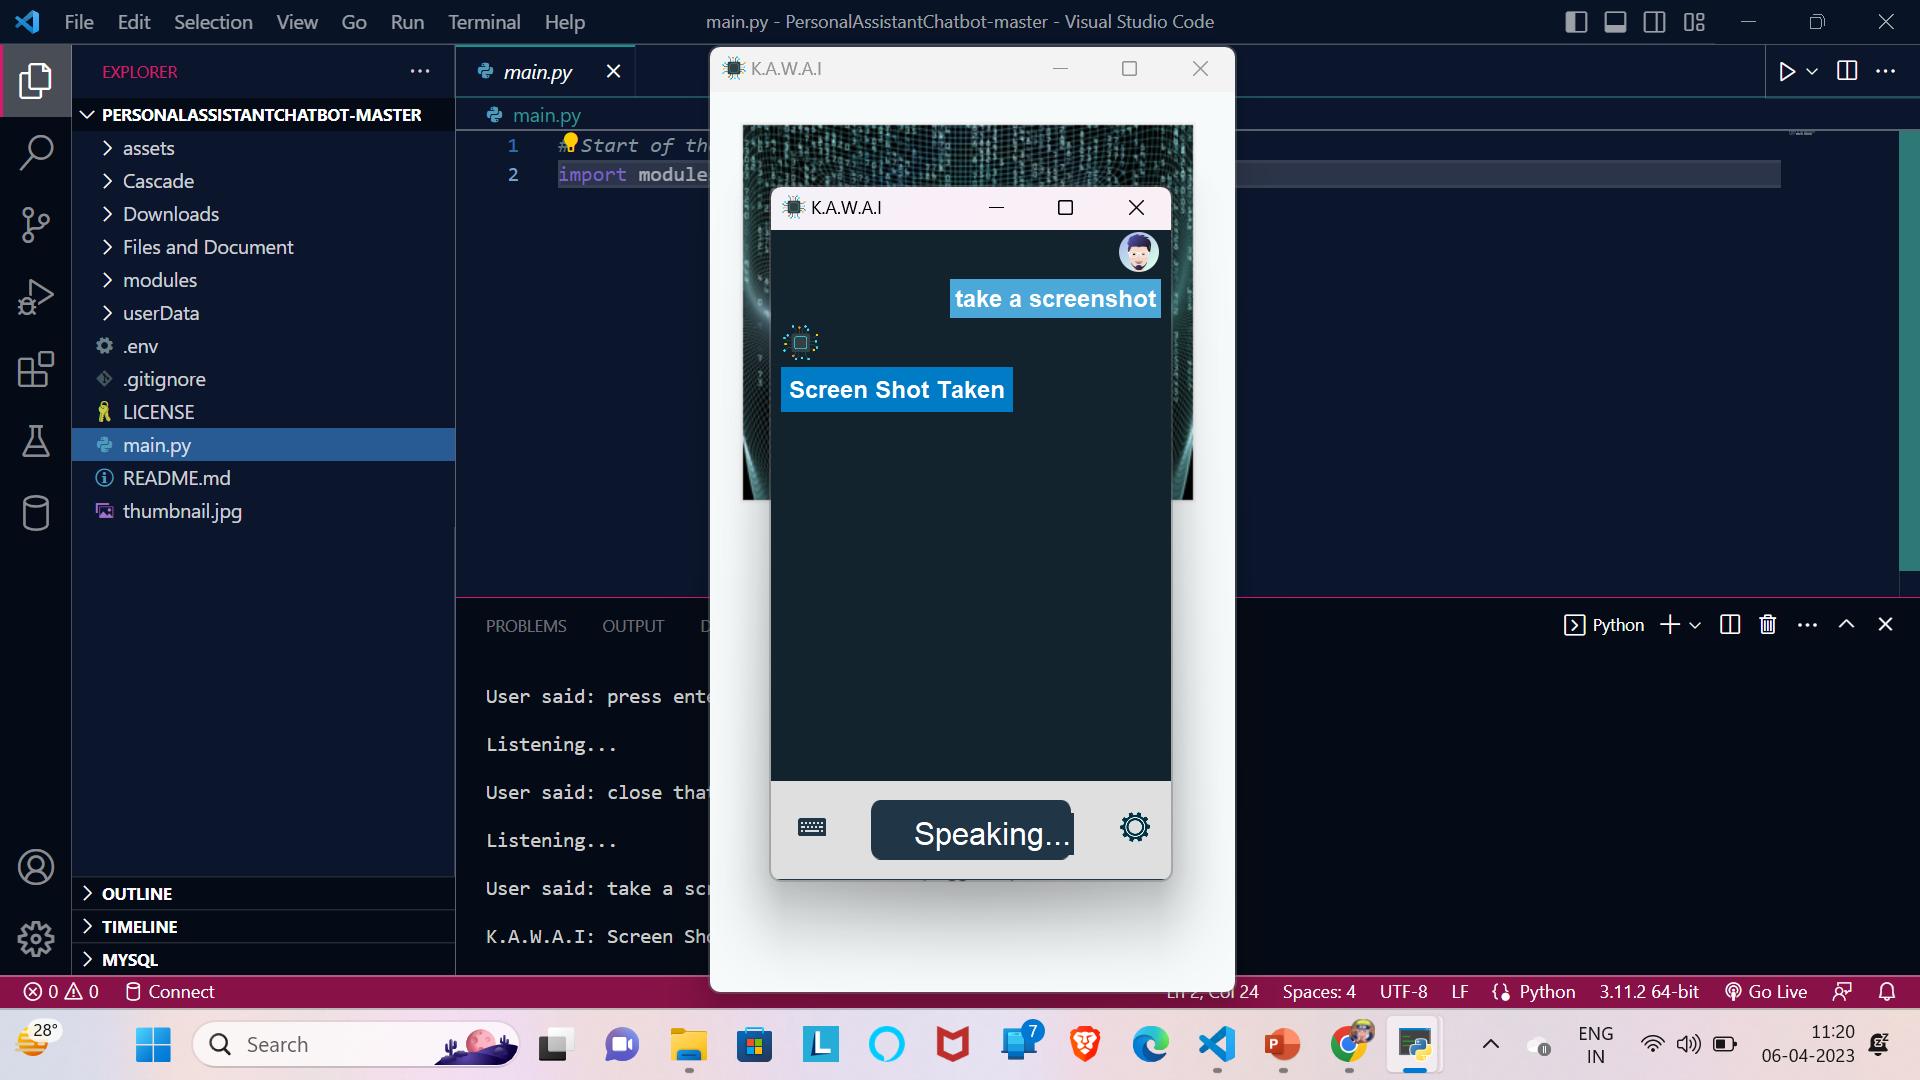 File Edit Selection View Go Run Terminal Help
main.py - PersonalAssistantChatbot-master - Visual Studio Code
EXPLORER
PERSONALASSISTANTCHATBOT-MASTER
assets
Cascade
Downloads
Files and Document
modules
userData
.env
.gitignore
LICENSE
main.py
README.md
thumbnail.jpg
OUTLINE
TIMELINE
MYSQL
main.py
main.py
1 # Start of th
2 import module
K.A.W.A.I
K.A.W.A.I
take a screenshot
Screen Shot Taken
Speaking...
PROBLEMS OUTPUT
Python
User said: press ent
Listening...
User said: close that
Listening...
User said: take a scr
K.A.W.A.I: Screen Sho
0 0 Connect
Ln 2, Col 24 Spaces: 4 UTF-8 LF Python 3.11.2 64-bit Go Live
28°
Search
7
ENG
IN
11:20
06-04-2023